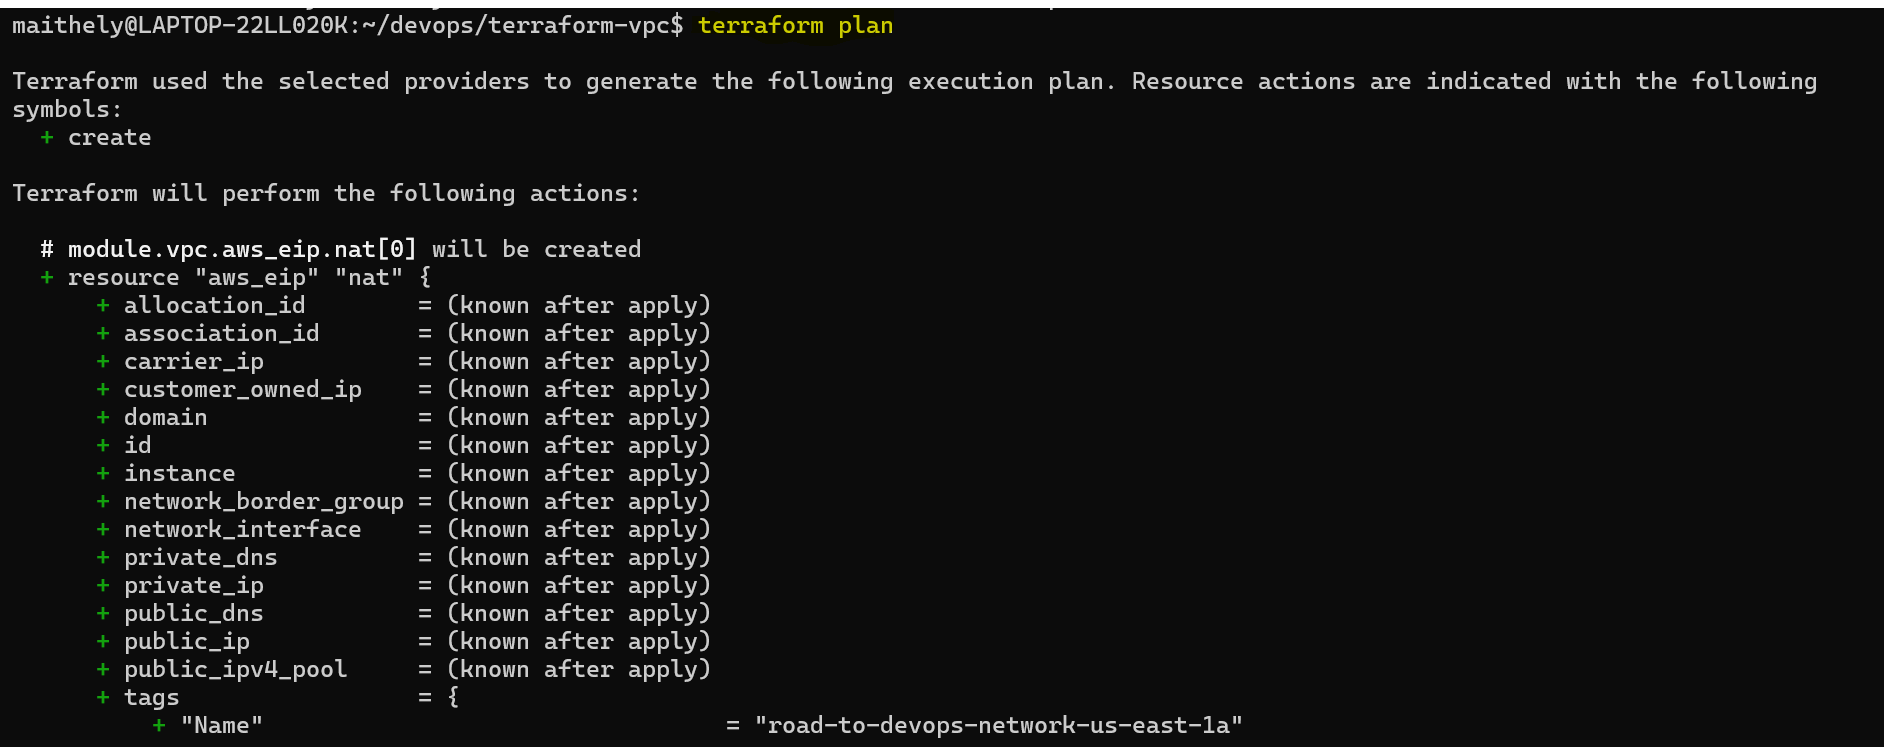 maithely@LAPTOP-22LL020K:~/devops/terraform-vpc$ terraform plan
Terraform used the selected providers to generate the following execution plan. Resource actions are indicated with the following
symbols:
+ create
Terraform will perform the following actions:
# module.vpc.aws_eip.nat[0] will be created
+ resource "aws_eip" "nat" {
+ allocation_id = (known after apply)
+ association_id = (known after apply)
+ carrier_ip = (known after apply)
+ customer_owned_ip = (known after apply)
+ domain = (known after apply)
+ id = (known after apply)
+ instance = (known after apply)
+ network_border_group = (known after apply)
+ network_interface = (known after apply)
+ private_dns = (known after apply)
+ private_ip = (known after apply)
+ public_dns = (known after apply)
+ public_ip = (known after apply)
+ public_ipv4_pool = (known after apply)
+ tags = {
+ "Name" = "road-to-devops-network-us-east-1a"